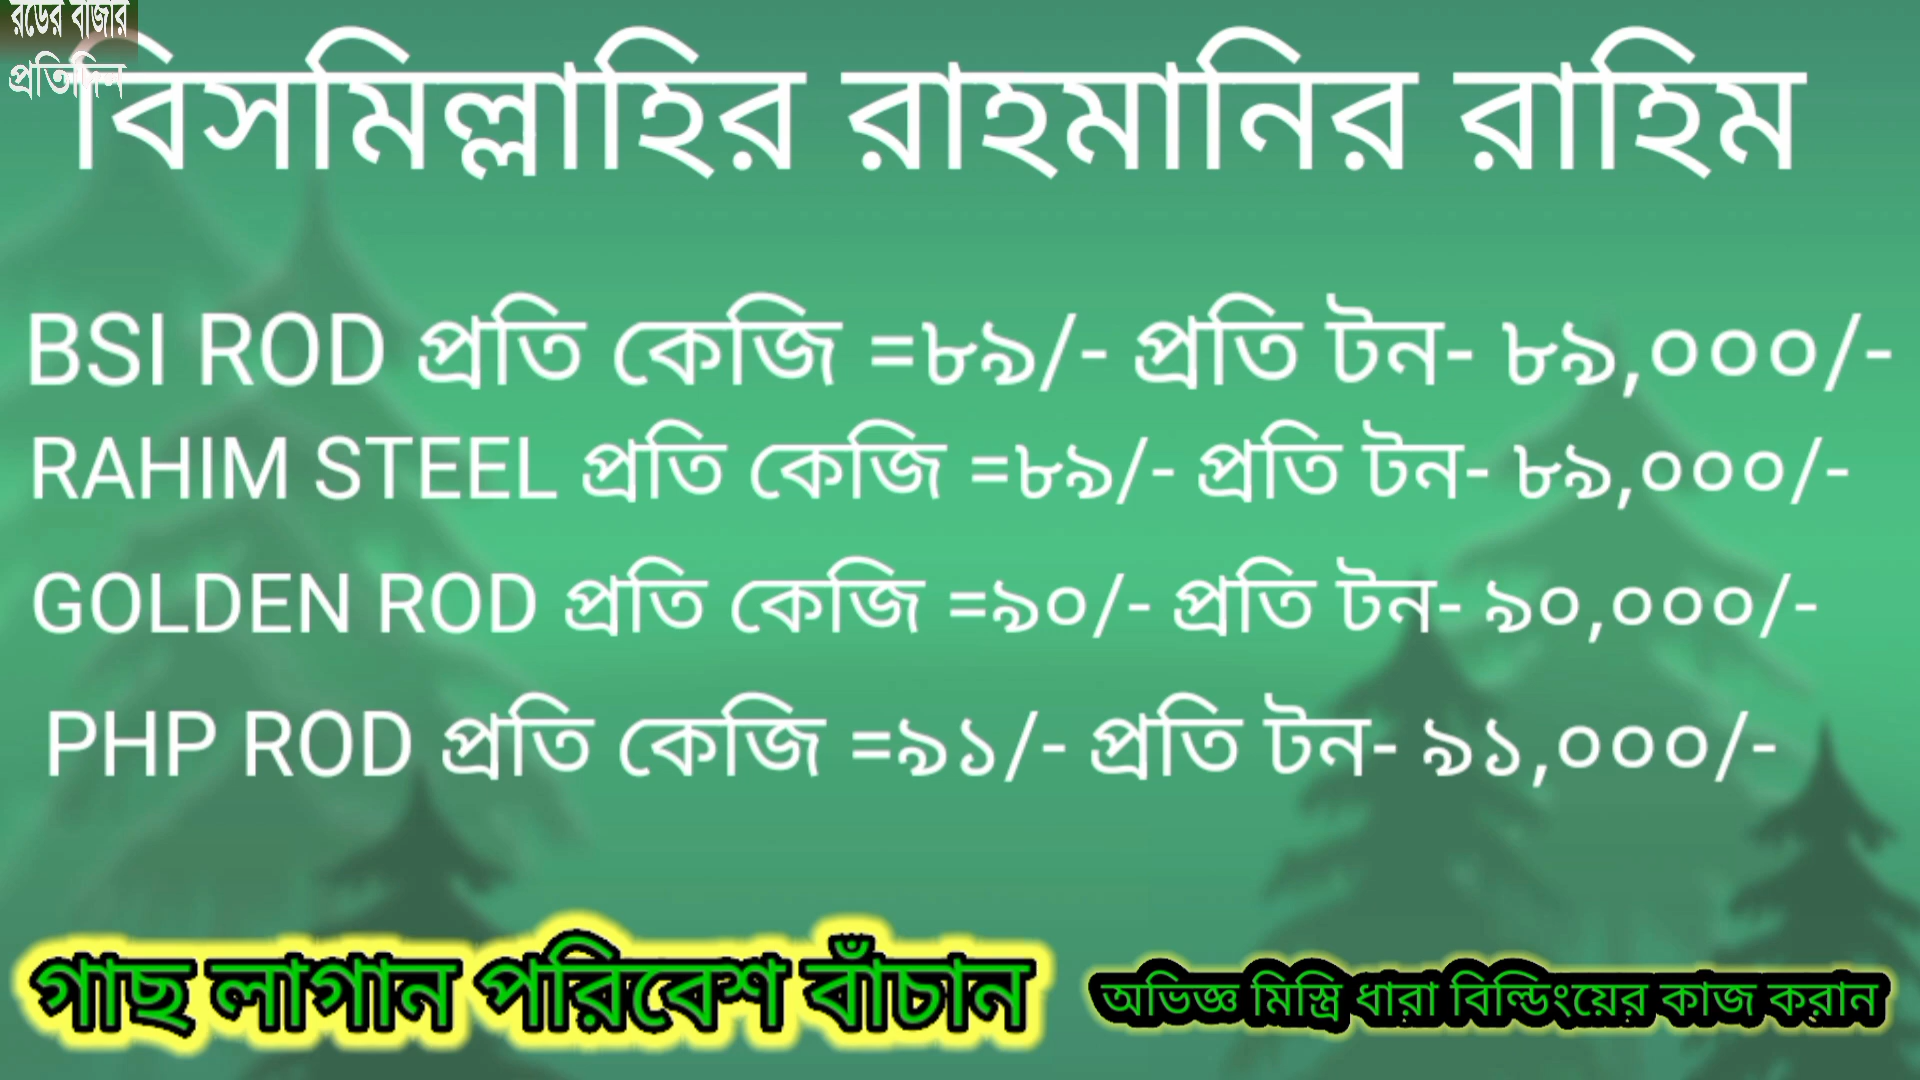 রডের বাজার
প্রতিদিন
বিসমিল্লাহির রাহমানির রাহিম
BSI ROD প্রতি কেজি =৮৯/- প্রতি টন- ৮৯,০০০/-
RAHIM STEEL প্রতি কেজি =৮৯/- প্রতি টন- ৮৯,০০০/-
GOLDEN ROD প্রতি কেজি =৯০/- প্রতি টন- ৯০,০০০/-
PHP ROD প্রতি কেজি =৯১/- প্রতি টন- ৯১,০০০/-
গাছ লাগান পরিবেশ বাঁচান
অভিজ্ঞ মিস্ত্রি ধারা বিল্ডিংয়ের কাজ করান